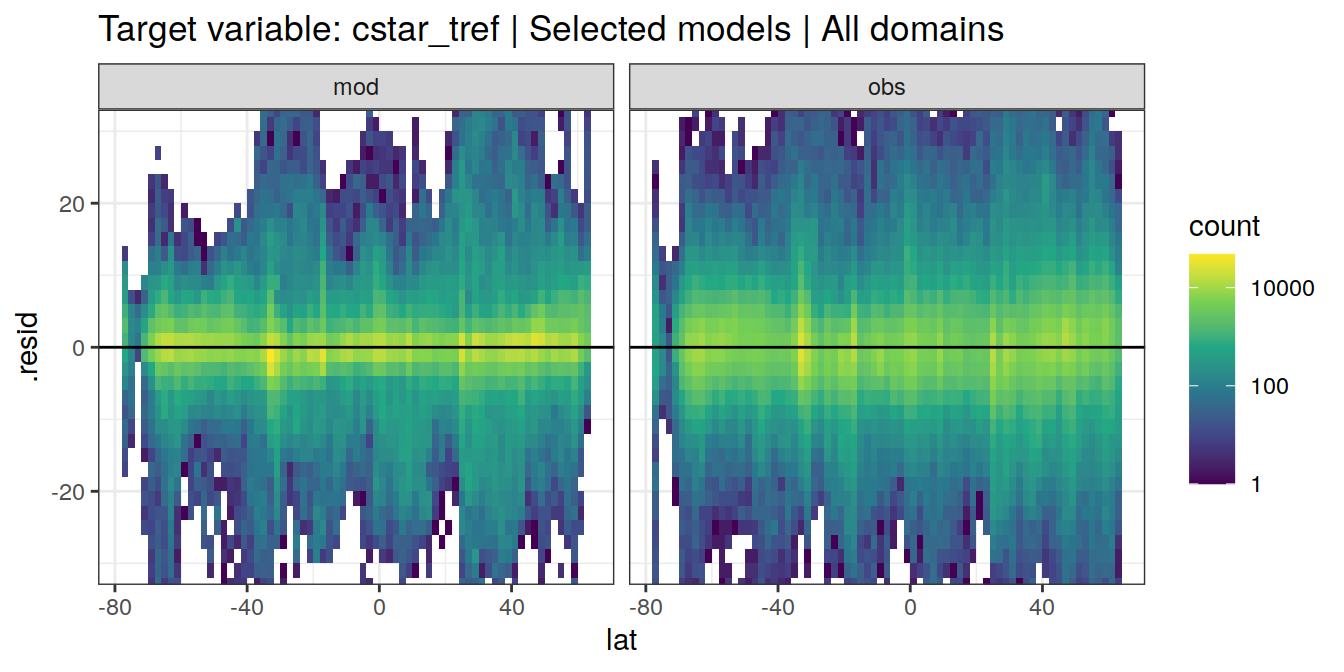 Target variable: cstar_tref | Selected models | All domains
mod
obs
.resid
20
0
-20
-80
-40
0
40
-80
-40
0
40
lat
count
10000
100
1